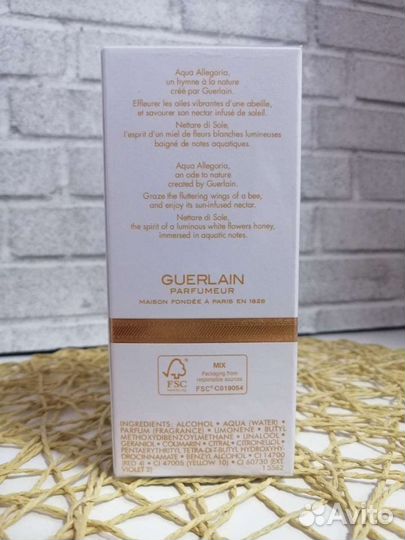 Aqua Allegoria,
un hymne à la nature
créé par Guerlain.
Effleurer les ailes vibrantes d'une abeille,
et savourer son nectar infusé de soleil.
Nettare di Sole,
l'esprit d'un miel de fleurs blanches lumineuses
baigné de notes aquatiques.
Aqua Allegoria,
an ode to nature
created by Guerlain.
Graze the fluttering wings of a bee,
and enjoy its sun-infused nectar.
Nettare di Sole,
the spirit of a luminous white flowers honey,
immersed in aquatic notes.
GUERLAIN
PARFUMEUR
MAISON FONDÉE À PARIS EN 1828
FSC
MIX
Packaging from
responsible sources
FSC® C019054
INGREDIENTS: ALCOHOL • AQUA (WATER) •
PARFUM (FRAGRANCE) • LIMONENE • BUTYL
METHOXYDIBENZOYLMETHANE • LINALOOL •
GERANIOL • COUMARIN • CITRAL • CITRONELLOL •
PENTAERYTHRITYL TETRA-DI-T-BUTYL HYDROXY-
HYDROCINNAMATE • BENZYL ALCOHOL • CI 14700
(RED 4) • CI 47005 (YELLOW 10) • CI 60730 (EXT.
VIOLET 2)
Avito